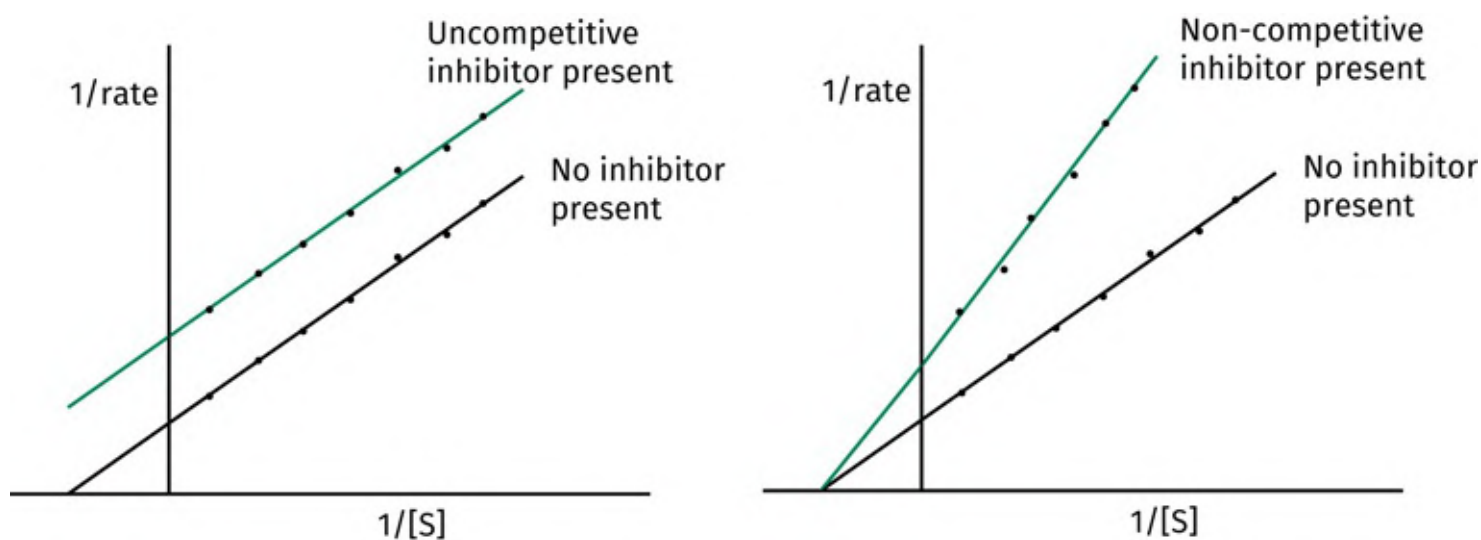 Uncompetitive
inhibitor present
1/rate
No inhibitor
present
1/[S]
Non-competitive
inhibitor present
1/rate
No inhibitor
present
1/[S]